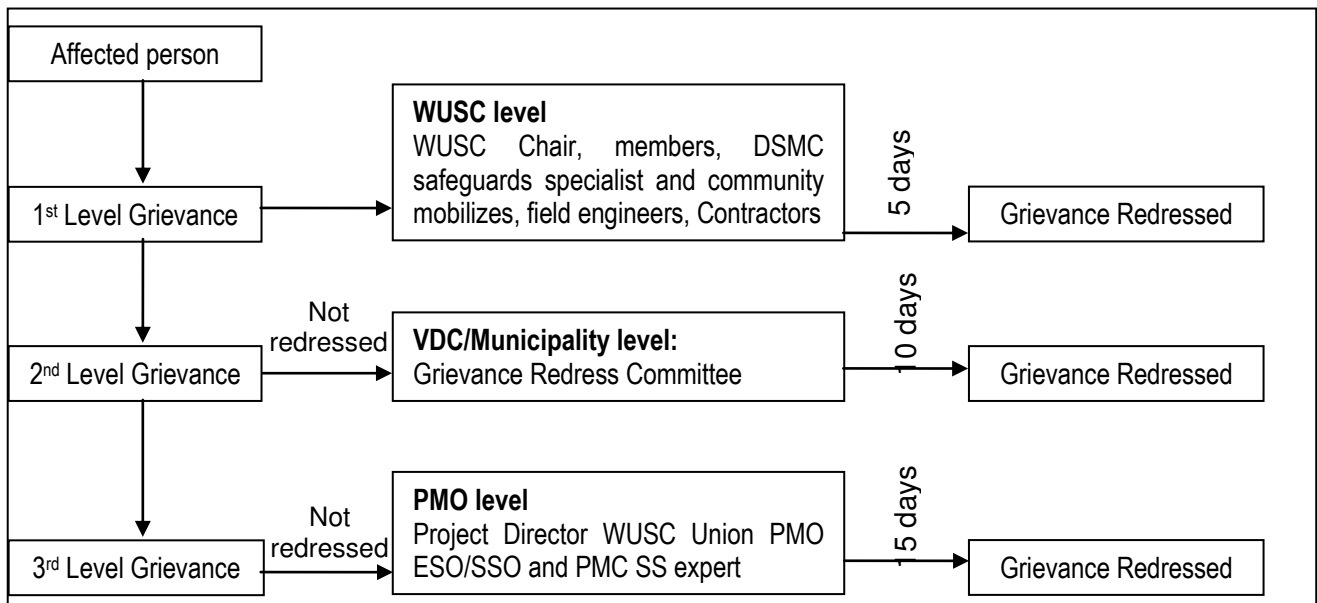 Affected person
WUSC level
WUSC Chair, members, DSMC
safeguards specialist and community
mobilizes, field engineers, Contractors
5 days
1st Level Grievance
Grievance Redressed
Not
redressed
VDC/Municipality level:
Grievance Redress Committee
10 days
2nd Level Grievance
Grievance Redressed
Not
redressed
PMO level
Project Director WUSC Union PMO
ESO/SSO and PMC SS expert
15 days
3rd Level Grievance
Grievance Redressed